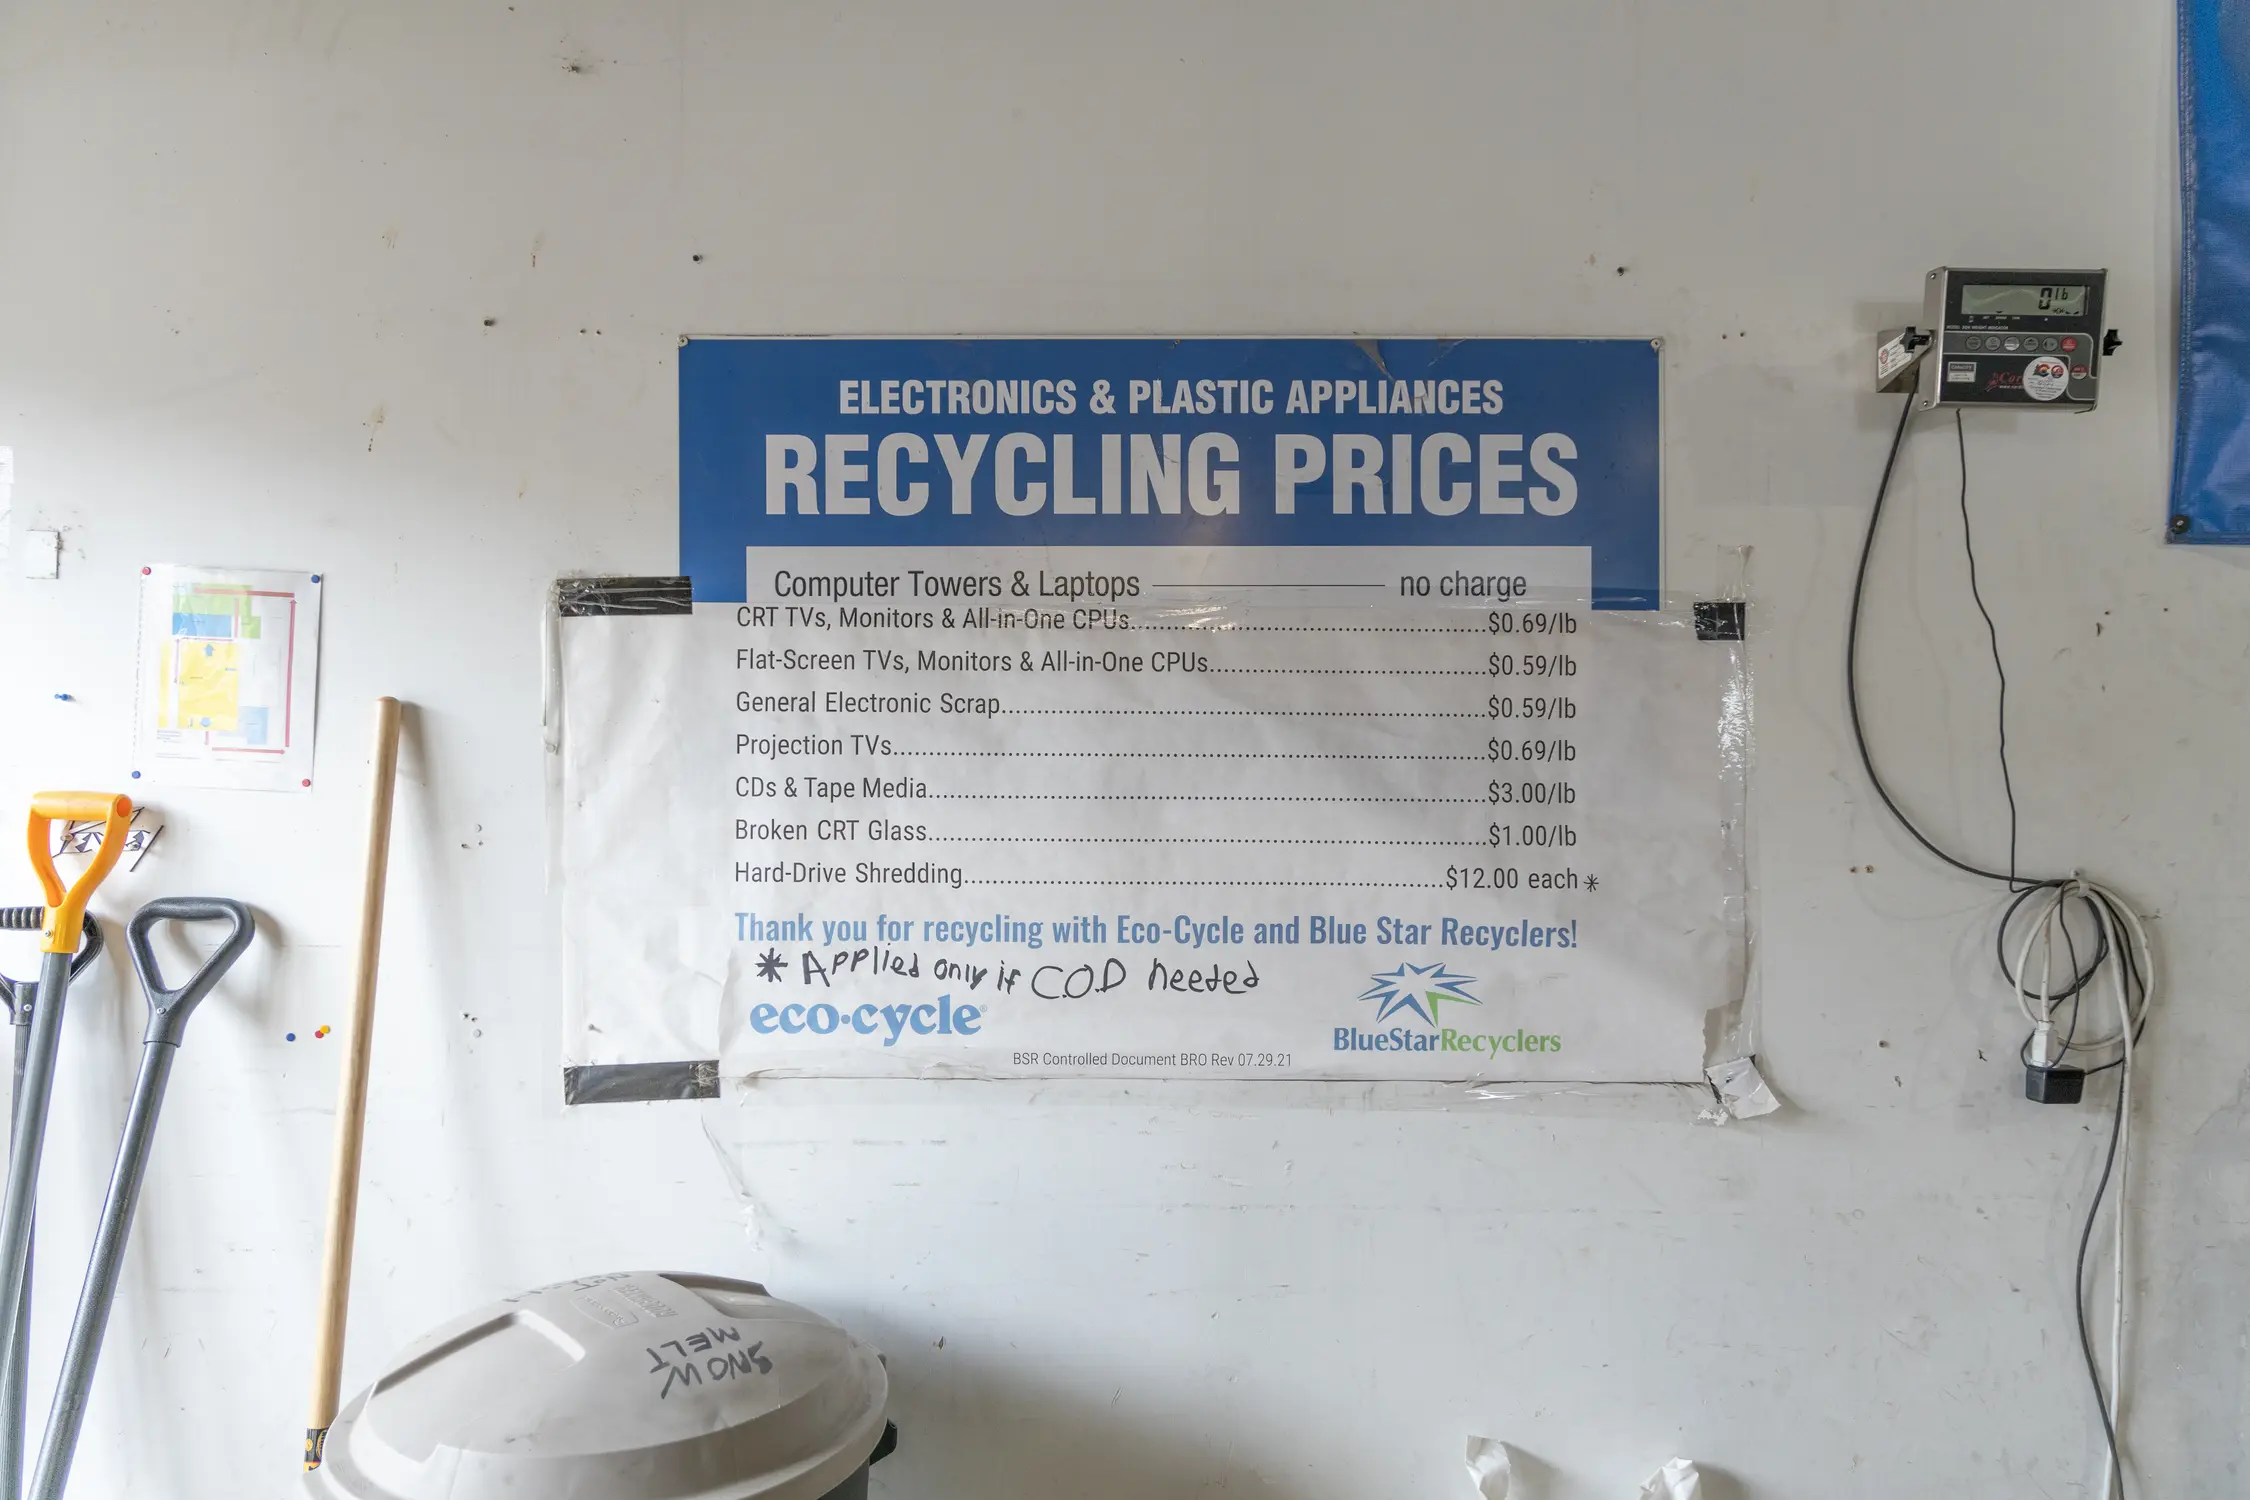 ELECTRONICS & PLASTIC APPLIANCES
RECYCLING PRICES
Computer Towers & Laptops no charge
CRT TVs, Monitors & All-in-One CPUs $0.69/lb
Flat-Screen TVs, Monitors & All-in-One CPUs $0.59/lb
General Electronic Scrap $0.59/lb
Projection TVs $0.69/lb
CDs & Tape Media $3.00/lb
Broken CRT Glass $1.00/lb
Hard-Drive Shredding $12.00 each *
Thank you for recycling with Eco-Cycle and Blue Star Recyclers!
* Applied only if C.O.D needed
eco·cycle
BlueStarRecyclers
BSR Controlled Document BRO Rev 07.29.21
0 lb
SNOW
MELT